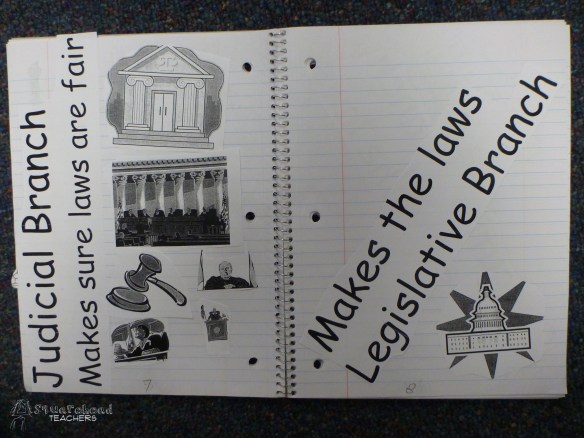 Judicial Branch
Makes sure laws are fair
7
Makes the laws
Legislative Branch
8
Squarehead
TEACHERS